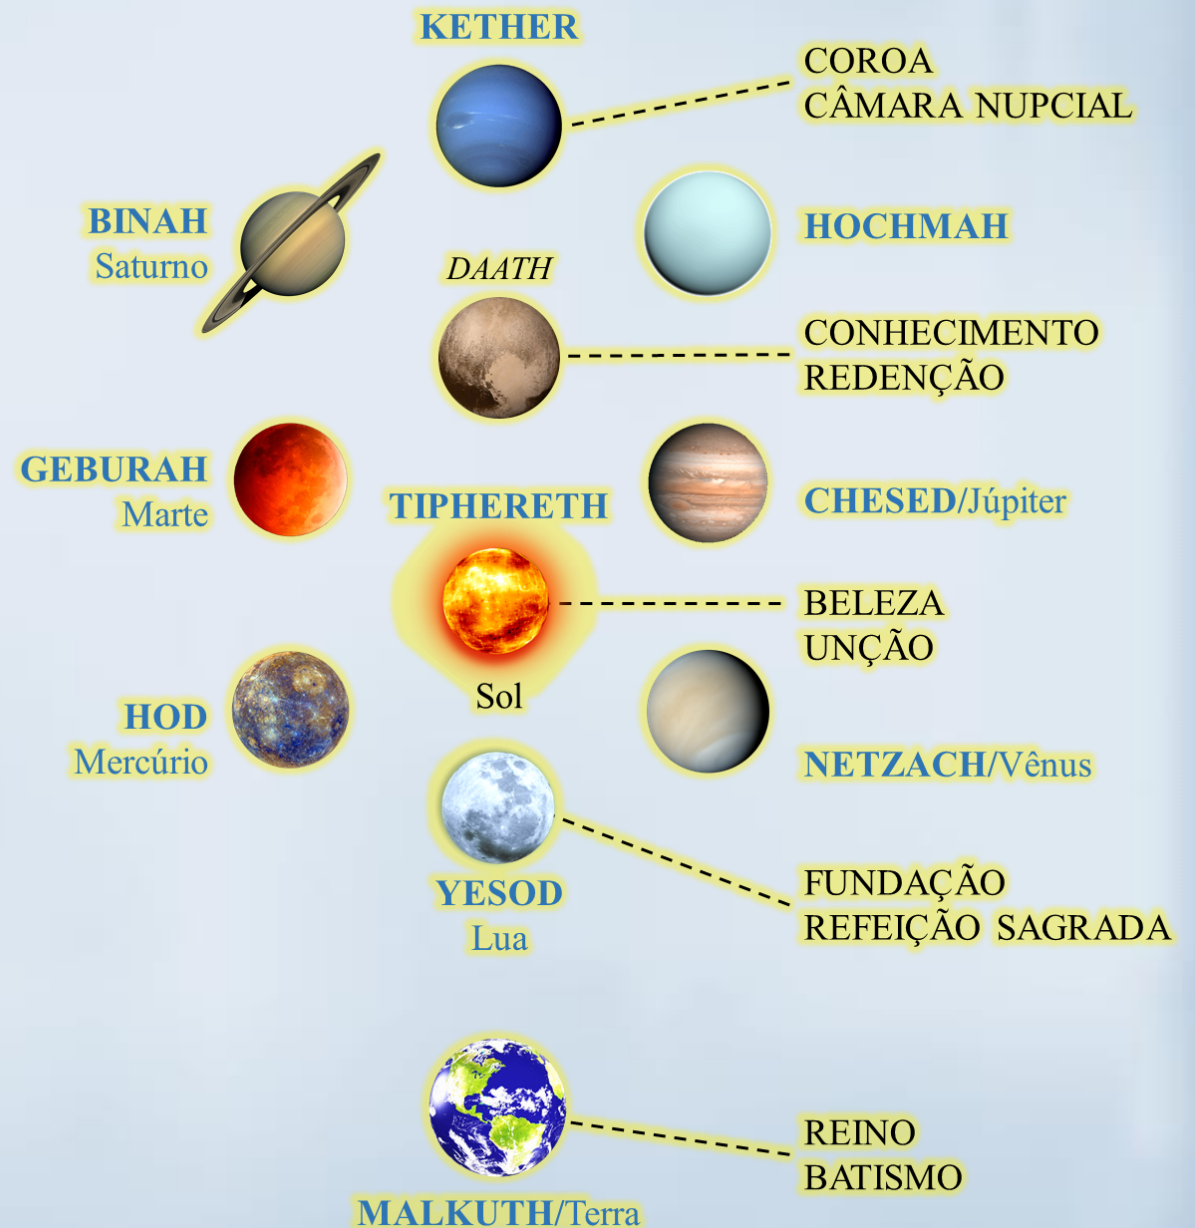 KETHER
COROA
CÂMARA NUPCIAL
BINAH
Saturno
HOCHMAH
DAATH
CONHECIMENTO
REDENÇÃO
GEBURAH
Marte
TIPHERETH
CHESED/Júpiter
BELEZA
UNÇÃO
Sol
HOD
Mercúrio
NETZACH/Vênus
YESOD
Lua
FUNDAÇÃO
REFEIÇÃO SAGRADA
REINO
BATISMO
MALKUTH/Terra